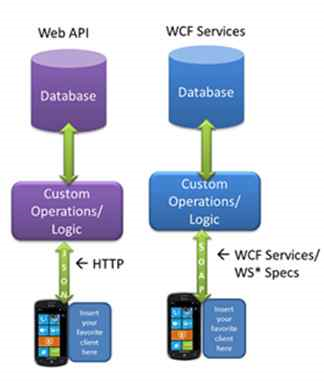 Web API
WCF Services
Database
Database
Custom
Operations/
Logic
Custom
Operations/
Logic
JSON
← HTTP
SOAP
← WCF Services/
WS* Specs
Insert
your
favorite
client
here
Insert
your
favorite
client
here